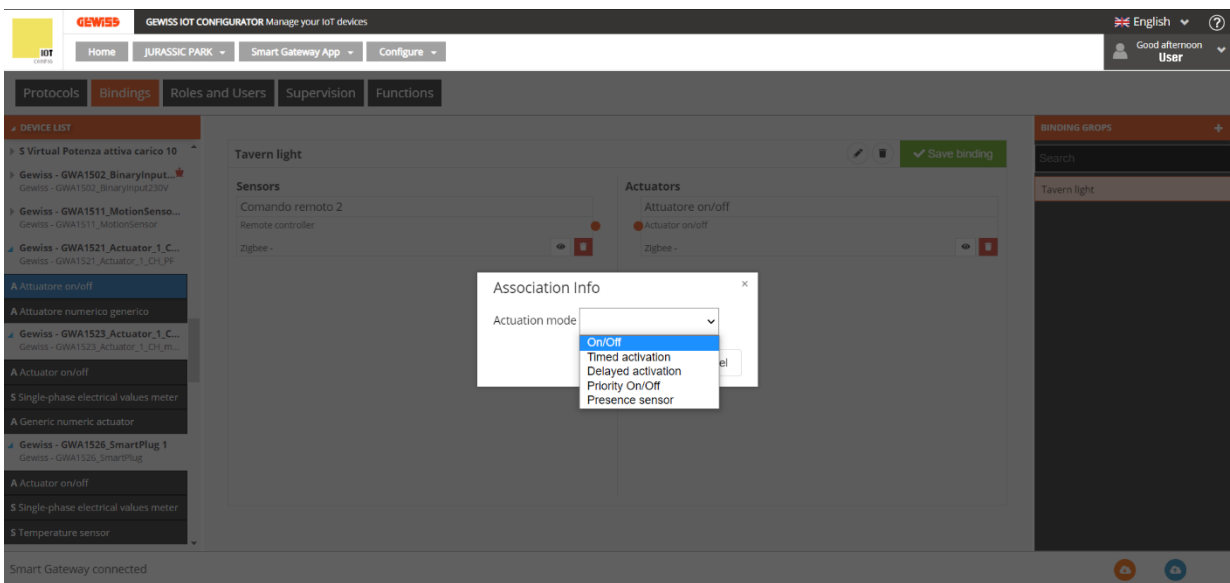 GEWISS
GEWISS IOT CONFIGURATOR Manage your IoT devices
English
?
IOT
Home
JURASSIC PARK
Smart Gateway App
Configure
Good afternoon
User
Protocols
Bindings
Roles and Users
Supervision
Functions
DEVICE LIST
S Virtual Potenza attiva carico 10
Gewiss - GWA1502_BinaryInput...
Gewiss - GWA1502_BinaryInput230V
Gewiss - GWA1511_MotionSenso...
Gewiss - GWA1511_MotionSensor
Gewiss - GWA1521_Actuator_1_C...
Gewiss - GWA1521_Actuator_1_CH_PF
A Attuatore on/off
A Attuatore numerico generico
Gewiss - GWA1523_Actuator_1_C...
Gewiss - GWA1523_Actuator_1_CH_m...
A Actuator on/off
S Single-phase electrical values meter
A Generic numeric actuator
Gewiss - GWA1526_SmartPlug 1
Gewiss - GWA1526_SmartPlug
A Actuator on/off
S Single-phase electrical values meter
S Temperature sensor
Tavern light
Save binding
Sensors
Comando remoto 2
Remote controller
Zigbee -
Actuators
Attuatore on/off
Actuator on/off
Zigbee -
Association Info
×
Actuation mode
On/Off
Timed activation
Delayed activation
Priority On/Off
Presence sensor
el
BINDING GROPS
+
Search
Tavern light
Smart Gateway connected